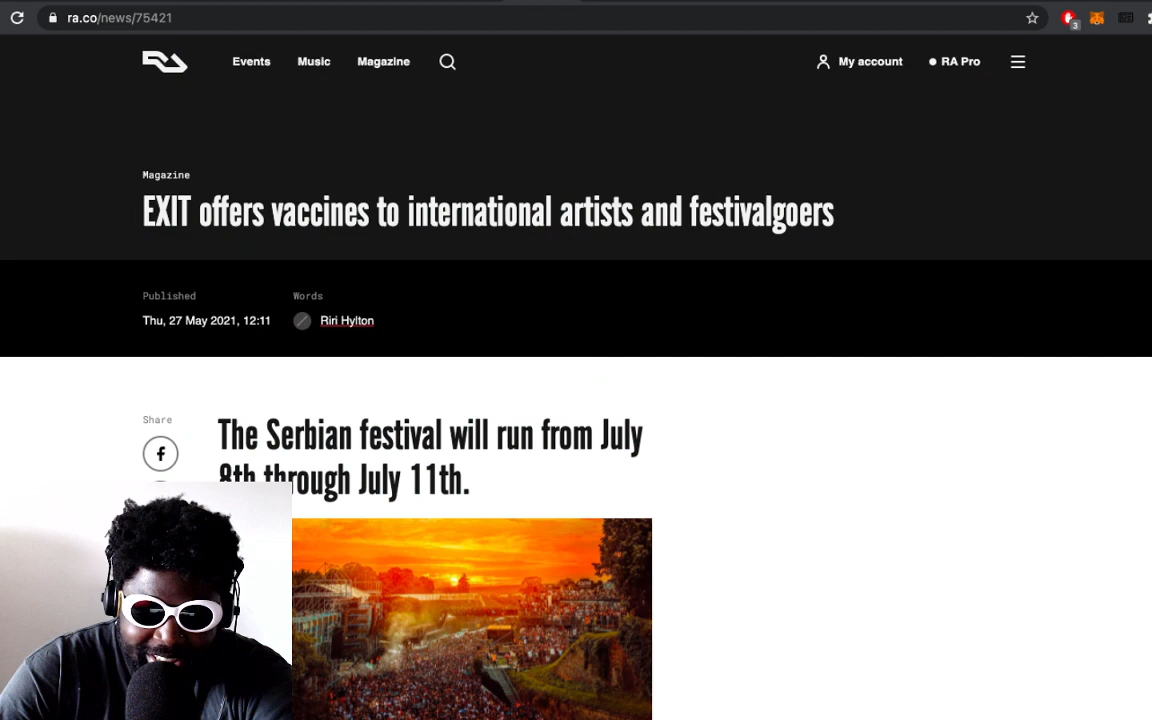 ra.co/news/75421
3
Events Music Magazine My account RA Pro
Magazine
EXIT offers vaccines to international artists and festivalgoers
Published Words
Thu, 27 May 2021, 12:11 Riri Hylton
Share
The Serbian festival will run from July
8th through July 11th.